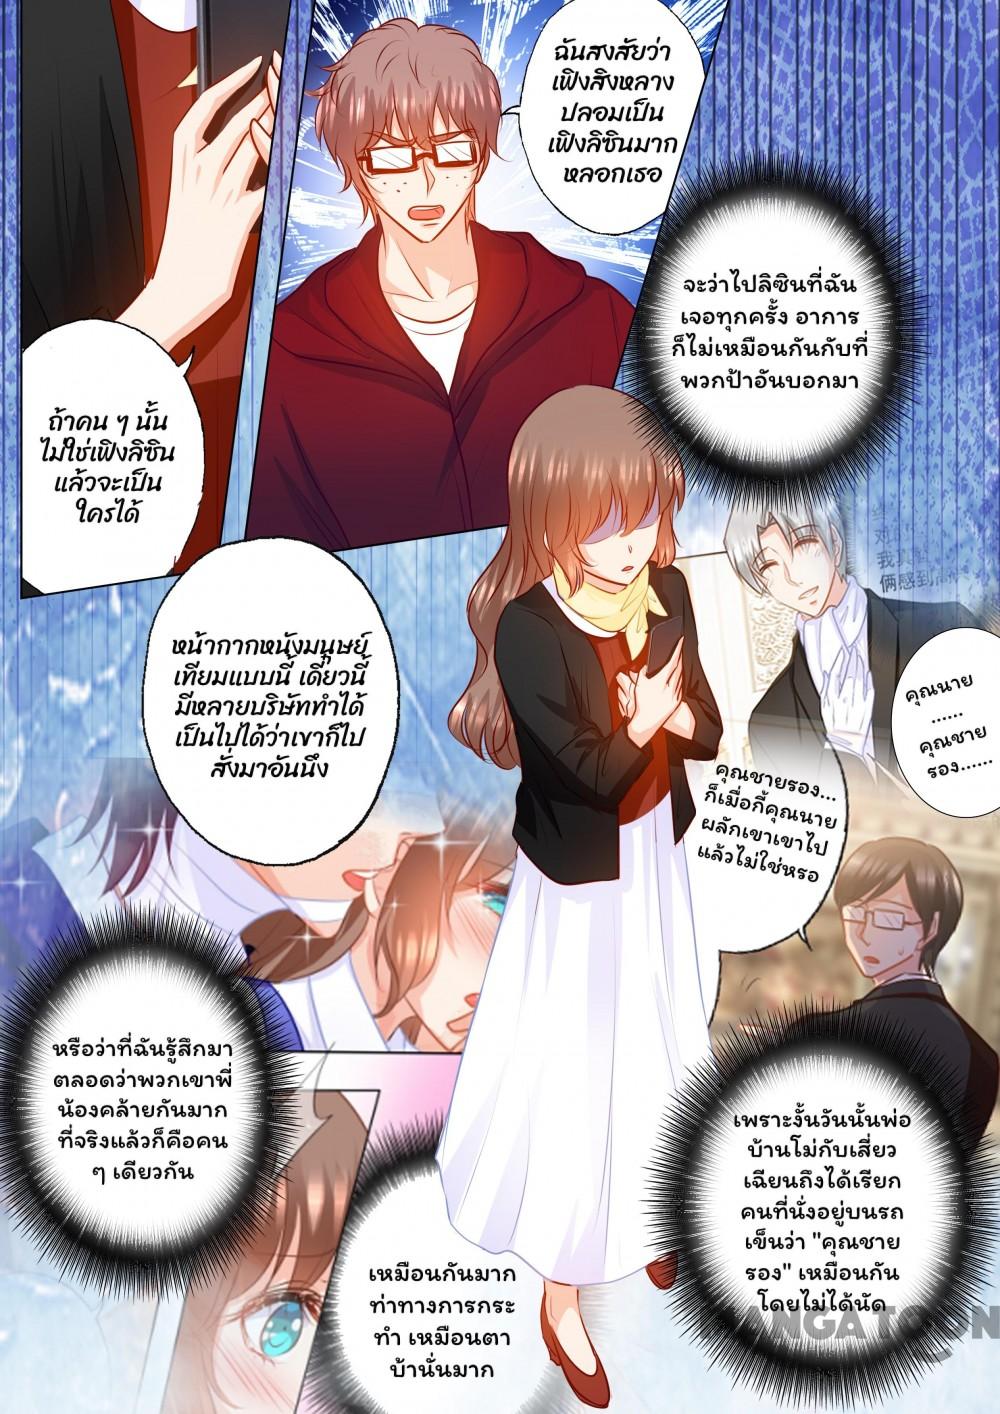 ฉันสงสัยว่า
เฟิงสิงหลาง
ปลอมเป็น
เฟิงลิซินมาก
หลอกเธอ
จะว่าไปลิซินที่ฉัน
เจอทุกครั้ง อาการ
ก็ไม่เหมือนกันกับที่
พวกป้าอันบอกมา
ถ้าคน ๆ นั้น
ไม่ใช่เฟิงลิซิน
แล้วจะเป็น
ใครได้
หน้ากากหนังมนุษย์
เทียมแบบนี้ เดี๋ยวนี้
มีหลายบริษัททำได้
เป็นไปได้ว่าเขาก็ไป
สั่งมาอันนึง
我真
俩感到高
คุณนาย
......
คุณชาย
รอง......
คุณชายรอง...
ก็เมื่อกี้คุณนาย
ผลักเขาเขาไป
แล้วไม่ใช่หรอ
หรือว่าที่ฉันรู้สึกมา
ตลอดว่าพวกเขาพี่
น้องคล้ายกันมาก
ที่จริงแล้วก็คือคน
ๆ เดียวกัน
เพราะงั้นวันนั้นพ่อ
บ้านโม่กับเสี่ยว
เฉียนถึงได้เรียก
คนที่นั่งอยู่บนรถ
เข็นว่า "คุณชาย
รอง" เหมือนกัน
โดยไม่ได้นัด
เหมือนกันมาก
ท่าทางการกระ
ทำ เหมือนตา
บ้านั่นมาก
MANGATOON